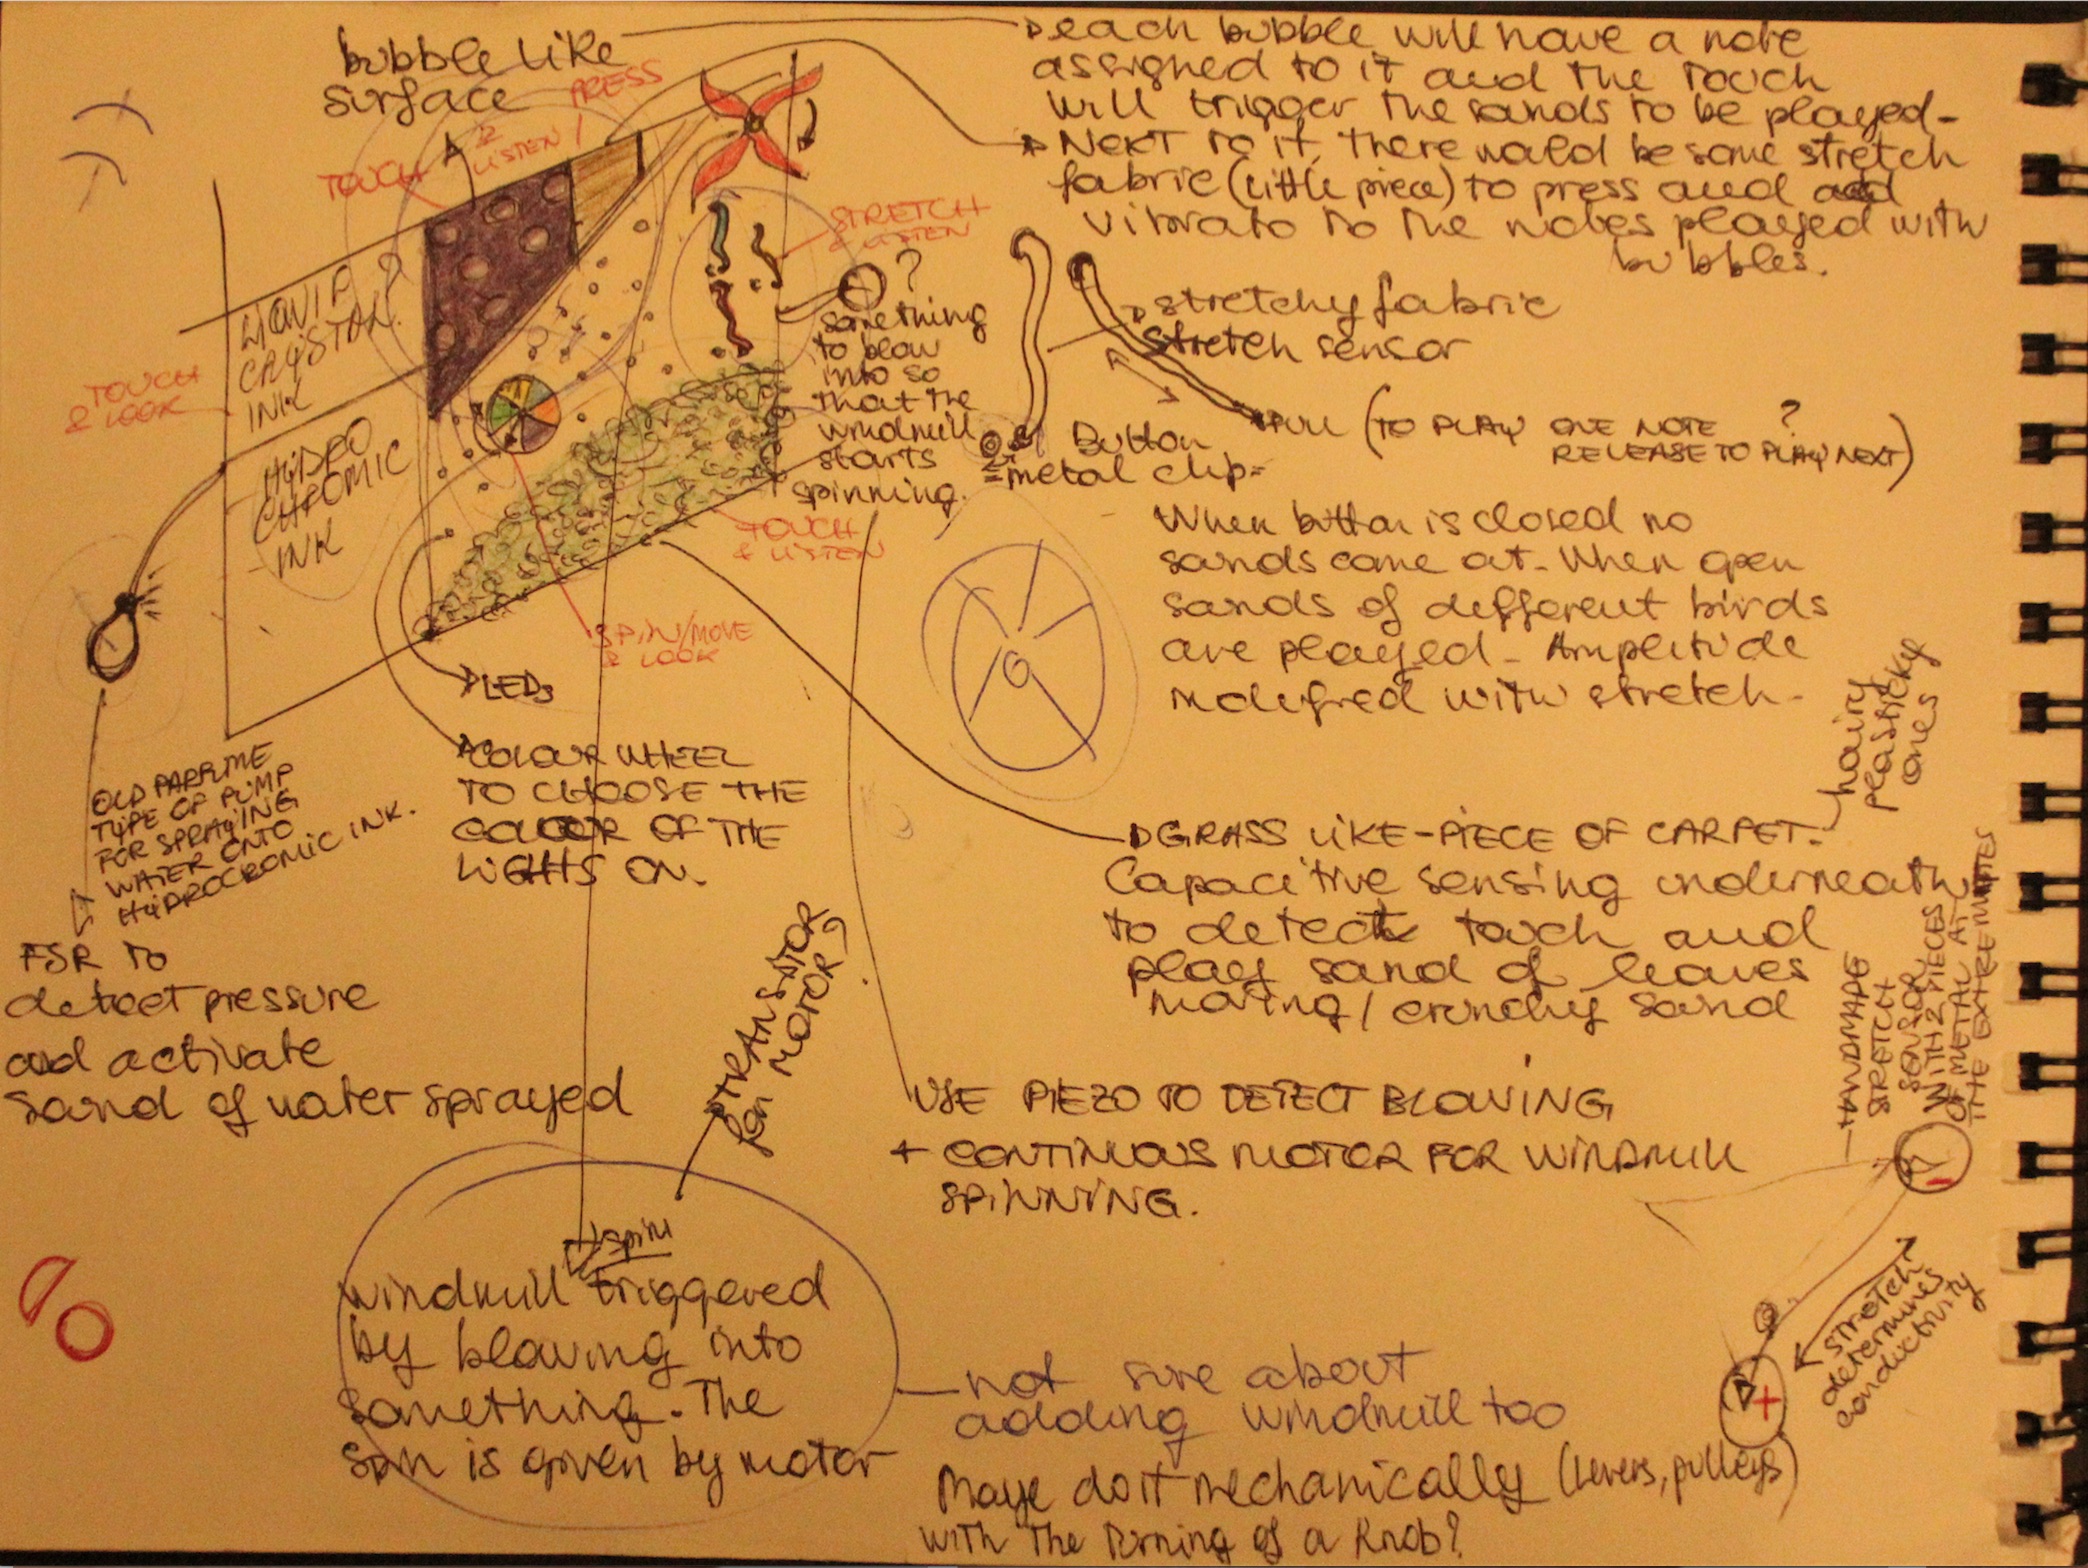 bubble like
surface
PRESS
TOUCH
& LISTEN
each bubble will have a note
assigned to it and the touch
will trigger the sounds to be played-
NEXT TO it, there would be some stretch
fabric (little piece) to press and add
vibrato to the notes played with
bubbles.
STRETCH
& LISTEN
?
something
to blow
into so
that the
windmill
starts
spinning.
stretchy fabric
stretch sensor
PULL (TO PLAY ONE NOTE ?
RELEASE TO PLAY NEXT)
Button
=metal clip=
LIQUID
CRYSTAL
INK
?
TOUCH
& LOOK
HYDRO
CHROMIC
INK
TOUCH
& LISTEN
SPIN/MOVE
& LOOK
When button is closed no
sounds come out. When open
sounds of different birds
are played - Amplitude
modified with stretch -
LEDs
COLOUR WHEEL
TO CHOOSE THE
COLOUR OF THE
LIGHTS ON.
OLD PARFUME
TYPE OF PUMP
FOR SPRAYING
WATER ONTO
HYDROCROMIC INK.
FSR TO
detect pressure
and activate
sound of water sprayed
hairy
plasticky
ones
GRASS LIKE-PIECE OF CARPET.
Capacitive sensing underneath
to detect touch and
play sound of leaves
moving/ crunchy sound
HANDMADE
STRETCH
SENSOR
WITH 2 PIECES
OF METAL AT
THE EXTREMITIES
TRANSISTOR
for MOTOR
USE PIEZO TO DETECT BLOWING
+ CONTINUOUS MOTOR FOR WINDMILL
SPINNING.
spin
windmill triggered
by blowing into
something. The
spin is given by motor
not sure about
adding windmill too
Maye do it mechanically (levers, pulleys)
with the turning of a knob?
-
+
stretch
determines
conductivity